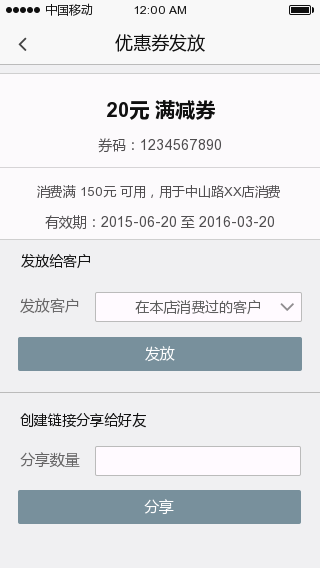 中国移动 12:00 AM
优惠券发放
20元 满减券
券码：1234567890
消费满 150元 可用，用于中山路XX店消费
有效期：2015-06-20 至 2016-03-20
发放给客户
发放客户 在本店消费过的客户
发放
创建链接分享给好友
分享数量
分享